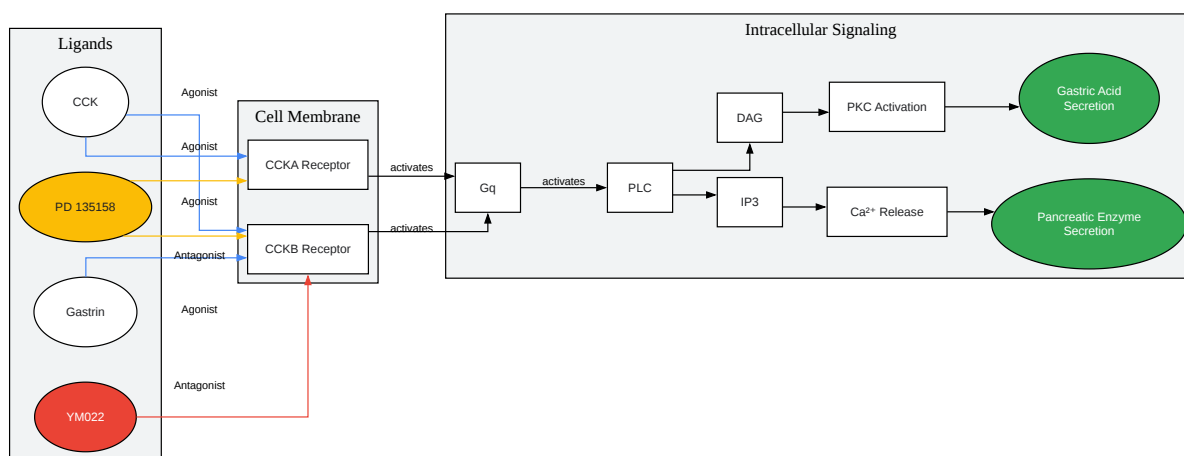 Ligands
CCK
PD 135158
Gastrin
YM022
Agonist
Agonist
Agonist
Antagonist
Agonist
Antagonist
Cell Membrane
CCKA Receptor
CCKB Receptor
activates
activates
Intracellular Signaling
Gq
activates
PLC
DAG
IP3
PKC Activation
Ca²⁺ Release
Gastric Acid
Secretion
Pancreatic Enzyme
Secretion